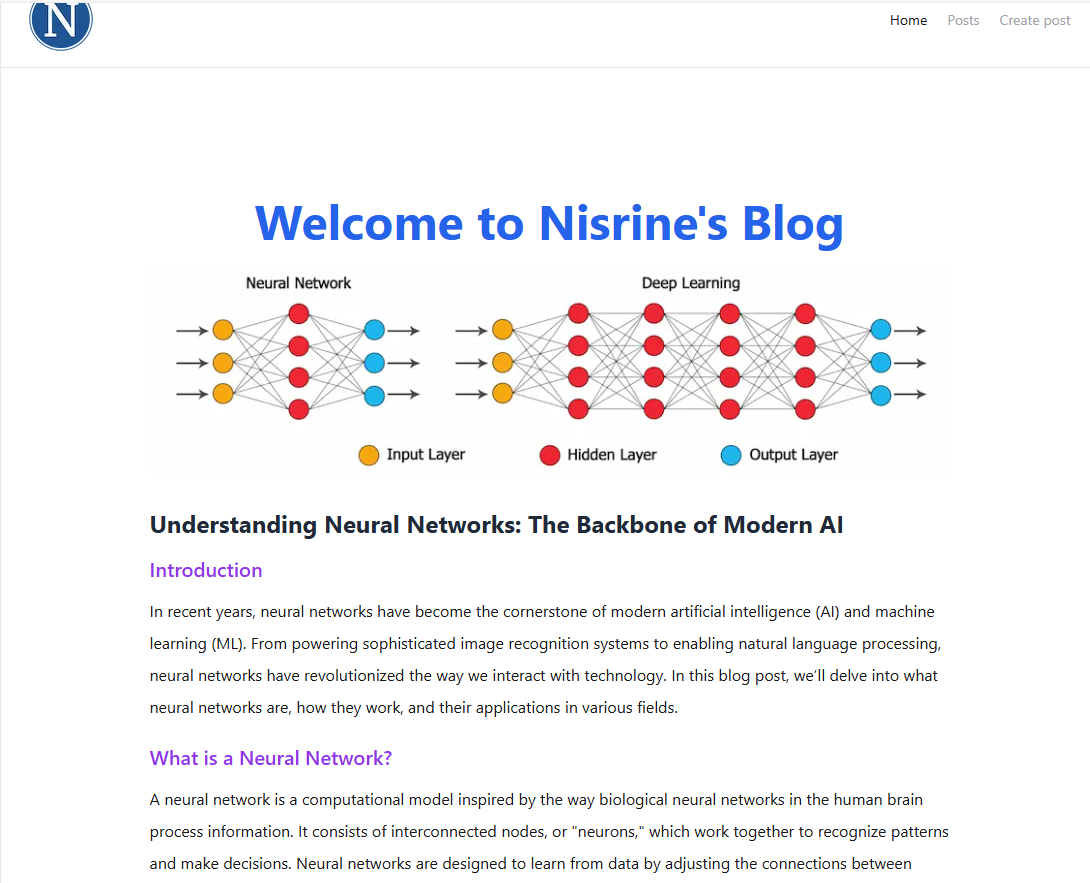 N
Home Posts Create post
Welcome to Nisrine's Blog
Neural Network
Deep Learning
Input Layer
Hidden Layer
Output Layer
Understanding Neural Networks: The Backbone of Modern AI
Introduction
In recent years, neural networks have become the cornerstone of modern artificial intelligence (AI) and machine
learning (ML). From powering sophisticated image recognition systems to enabling natural language processing,
neural networks have revolutionized the way we interact with technology. In this blog post, we’ll delve into what
neural networks are, how they work, and their applications in various fields.
What is a Neural Network?
A neural network is a computational model inspired by the way biological neural networks in the human brain
process information. It consists of interconnected nodes, or "neurons," which work together to recognize patterns
and make decisions. Neural networks are designed to learn from data by adjusting the connections between